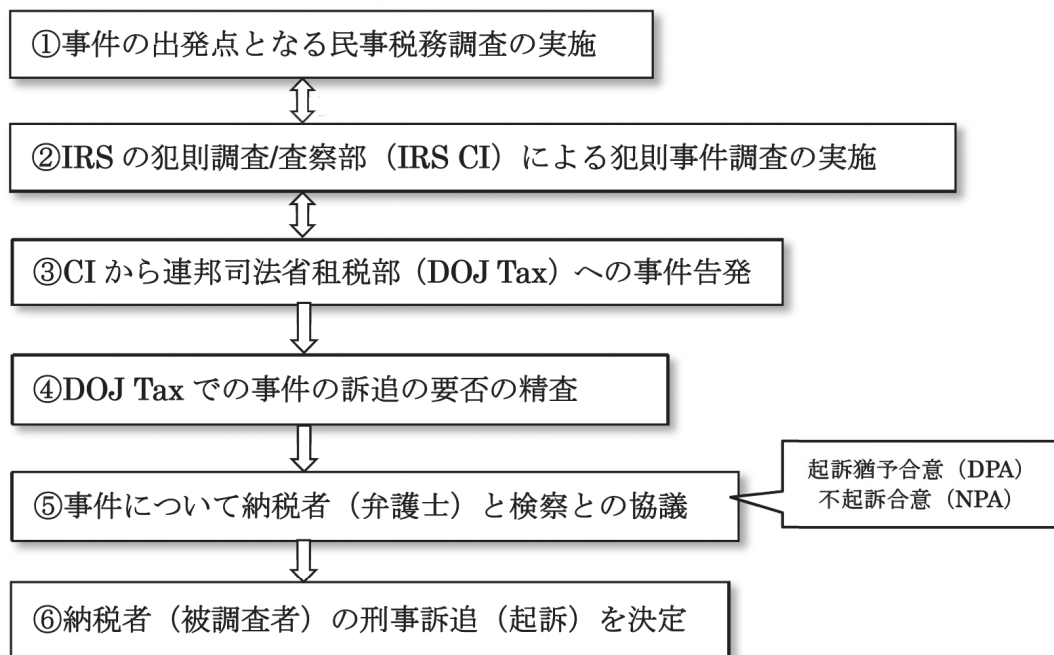 ①事件の出発点となる民事税務調査の実施
②IRS の犯則調査/査察部（IRS CI）による犯則事件調査の実施
③CI から連邦司法省租税部（DOJ Tax）への事件告発
④DOJ Tax での事件の訴追の要否の精査
⑤事件について納税者（弁護士）と検察との協議
起訴猶予合意（DPA）
不起訴合意（NPA）
⑥納税者（被調査者）の刑事訴追（起訴）を決定